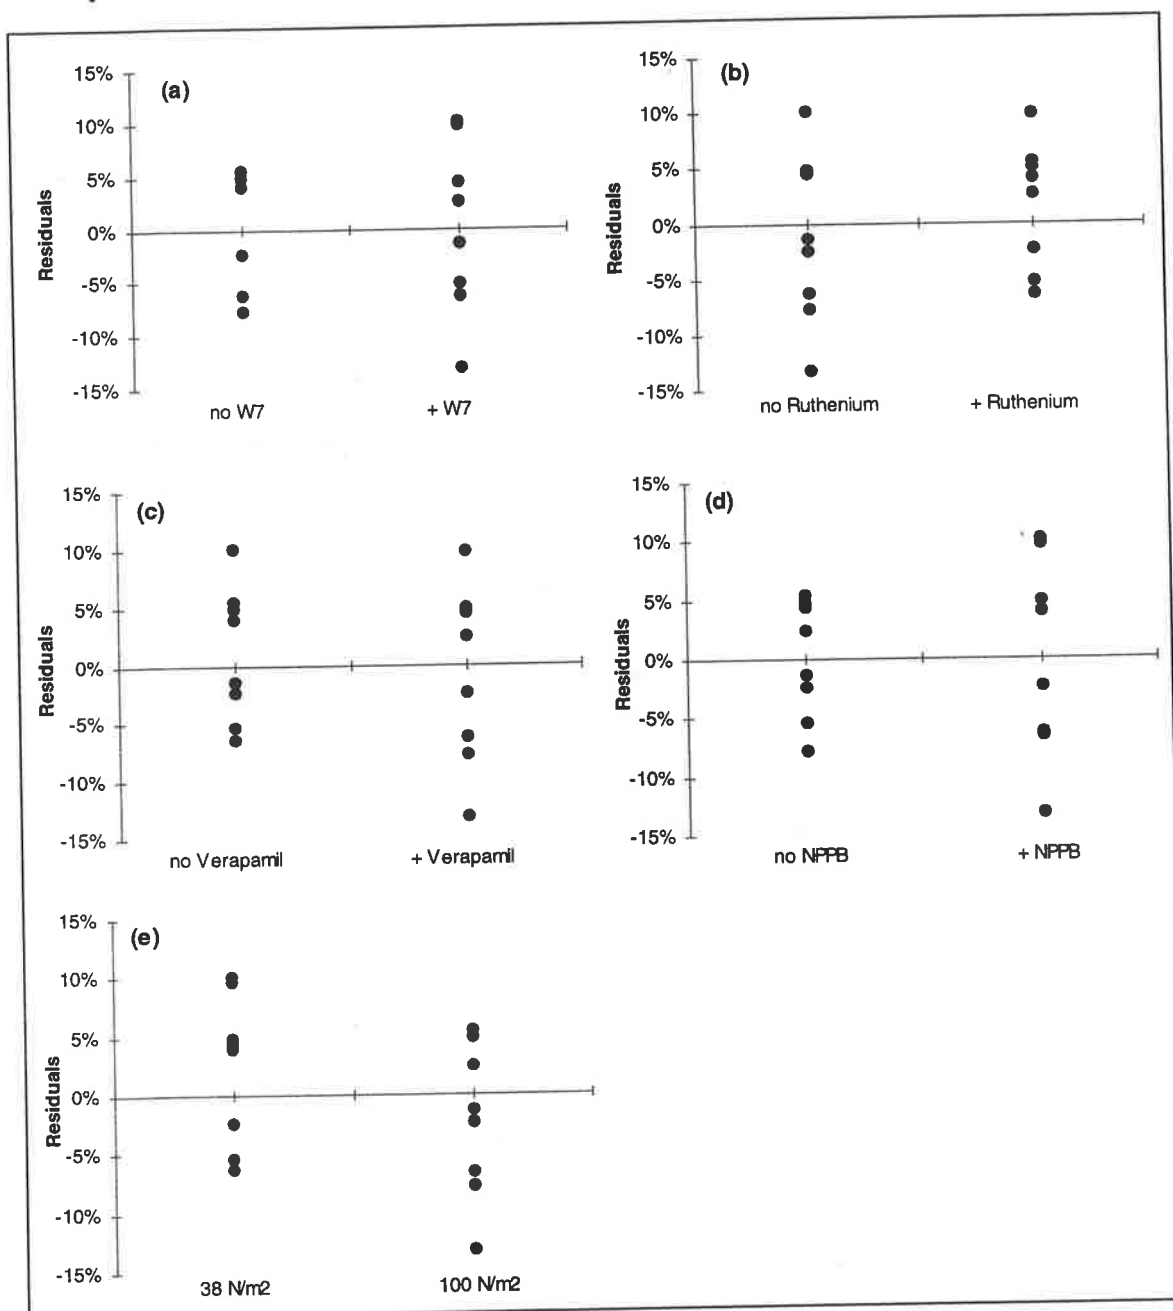 15%
(a)
10%
5%
0%
-5%
-10%
-15%
Residuals
no W7
+ W7
15%
(b)
10%
5%
0%
-5%
-10%
-15%
Residuals
no Ruthenium
+ Ruthenium
15%
(c)
10%
5%
0%
-5%
-10%
-15%
Residuals
no Verapamil
+ Verapamil
15%
(d)
10%
5%
0%
-5%
-10%
-15%
Residuals
no NPPB
+ NPPB
15%
(e)
10%
5%
0%
-5%
-10%
-15%
Residuals
38 N/m2
100 N/m2